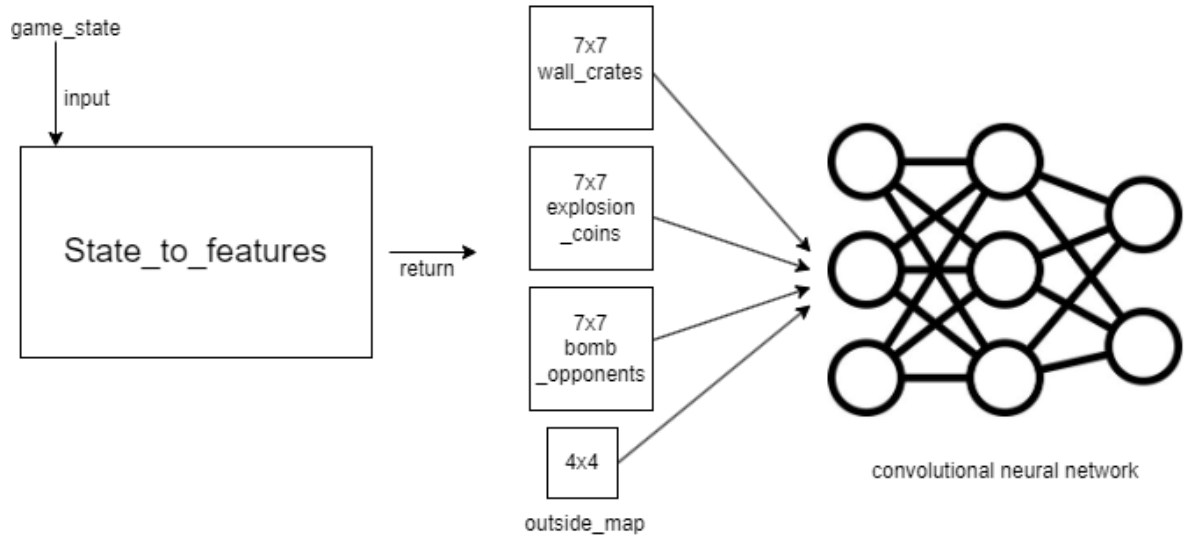 game_state
input
State_to_features
return
7x7
wall_crates
7x7
explosion
_coins
7x7
bomb
_opponents
4x4
outside_map
convolutional neural network